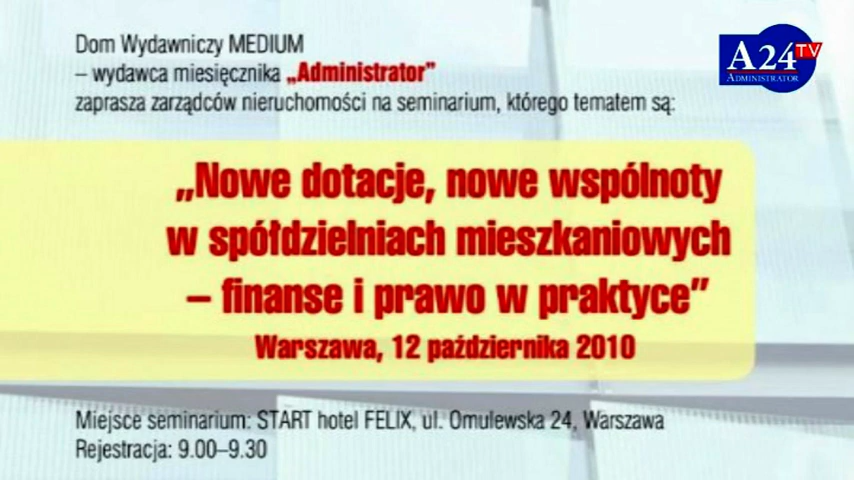 Dom Wydawniczy MEDIUM
– wydawca miesięcznika „Administrator”
zaprasza zarządców nieruchomości na seminarium, którego tematem są:
A24 TV
ADMINISTRATOR
„Nowe dotacje, nowe wspólnoty
w spółdzielniach mieszkaniowych
– finanse i prawo w praktyce”
Warszawa, 12 października 2010
Miejsce seminarium: START hotel FELIX, ul. Omulewska 24, Warszawa
Rejestracja: 9.00–9.30